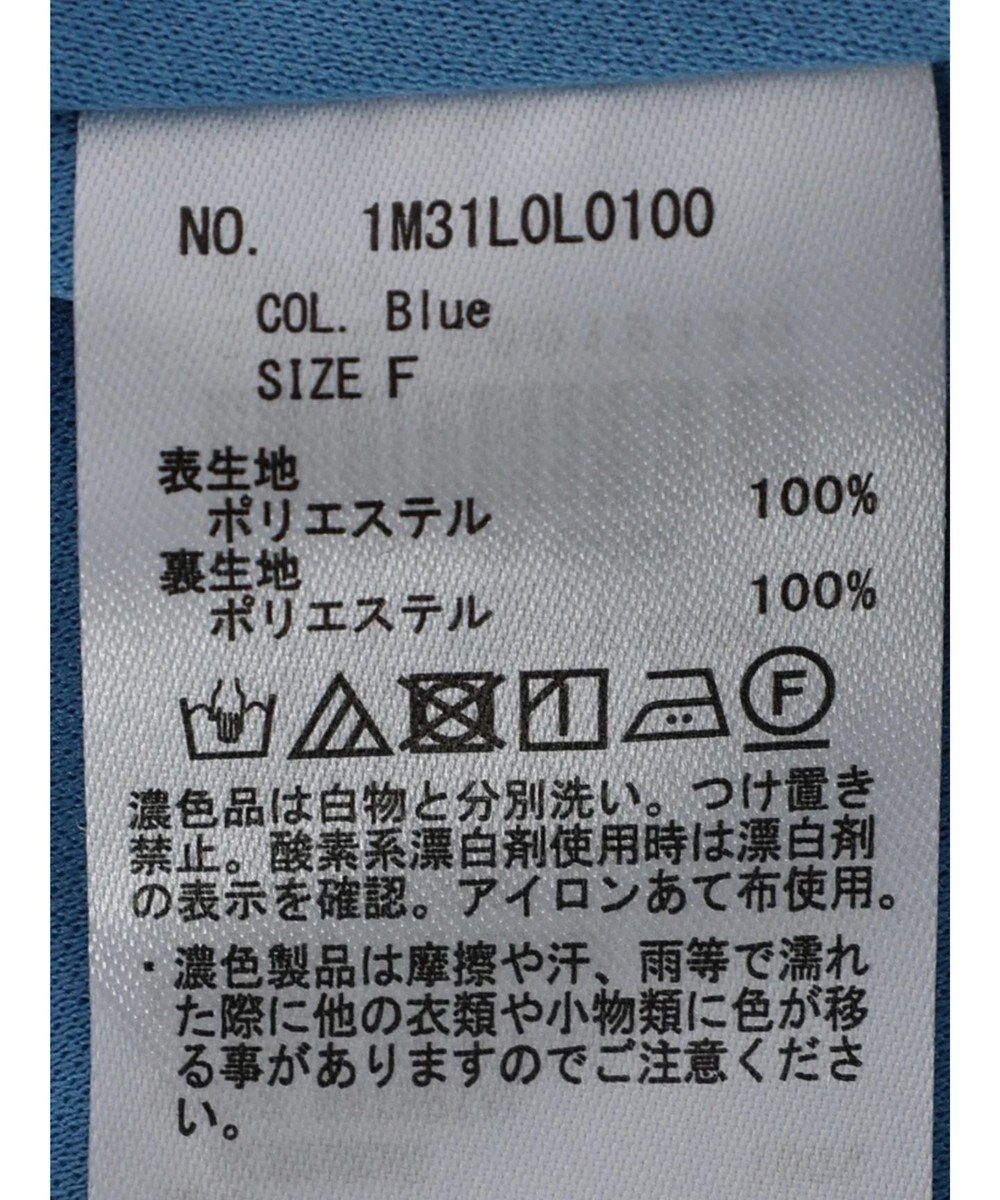 NO. 1M31L0L0100
COL. Blue
SIZE F
表生地
ポリエステル 100%
裏生地
ポリエステル 100%
F
濃色品は白物と分別洗い。つけ置き
禁止。酸素系漂白剤使用時は漂白剤
の表示を確認。アイロンあて布使用。
・濃色製品は摩擦や汗、雨等で濡れ
た際に他の衣類や小物類に色が移
る事がありますのでご注意くださ
い。